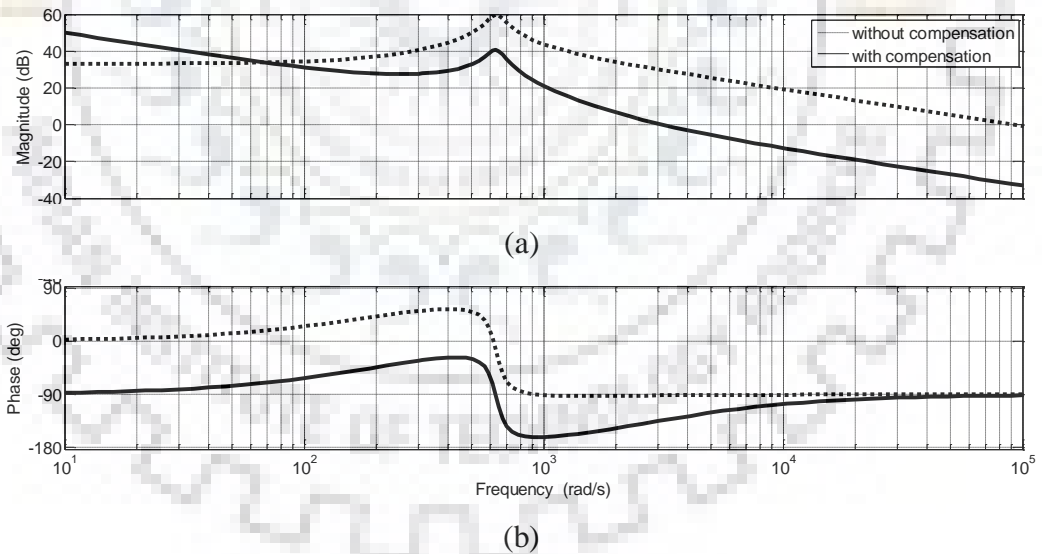 60
40
20
0
-20
-40
Magnitude (dB)
without compensation
with compensation
(a)
90
0
-90
-180
Phase (deg)
10^1
10^2
10^3
10^4
10^5
Frequency (rad/s)
(b)